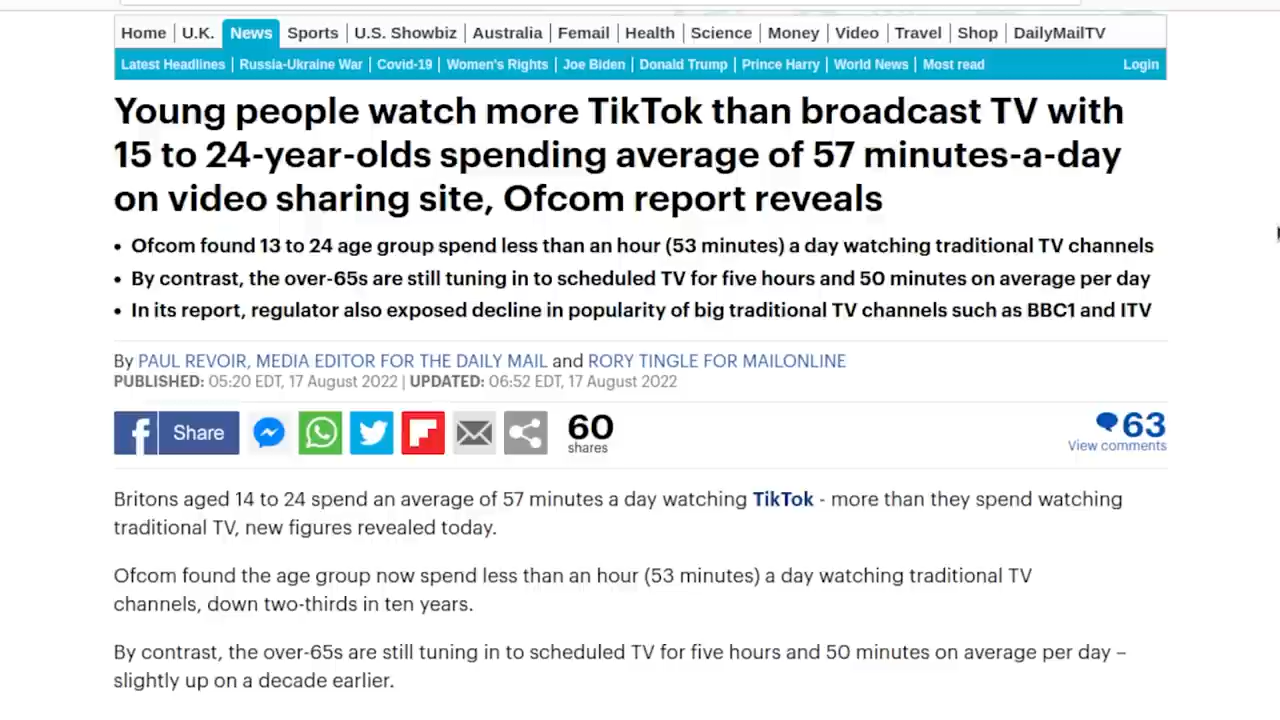 Home U.K. News Sports U.S. Showbiz Australia Femail Health Science Money Video Travel Shop DailyMailTV
Latest Headlines Russia-Ukraine War Covid-19 Women's Rights Joe Biden Donald Trump Prince Harry World News Most read Login
Young people watch more TikTok than broadcast TV with
15 to 24-year-olds spending average of 57 minutes-a-day
on video sharing site, Ofcom report reveals
• Ofcom found 13 to 24 age group spend less than an hour (53 minutes) a day watching traditional TV channels
• By contrast, the over-65s are still tuning in to scheduled TV for five hours and 50 minutes on average per day
• In its report, regulator also exposed decline in popularity of big traditional TV channels such as BBC1 and ITV
By PAUL REVOIR, MEDIA EDITOR FOR THE DAILY MAIL and RORY TINGLE FOR MAILONLINE
PUBLISHED: 05:20 EDT, 17 August 2022 | UPDATED: 06:52 EDT, 17 August 2022
Share 60 63
shares View comments
Britons aged 14 to 24 spend an average of 57 minutes a day watching TikTok - more than they spend watching
traditional TV, new figures revealed today.
Ofcom found the age group now spend less than an hour (53 minutes) a day watching traditional TV
channels, down two-thirds in ten years.
By contrast, the over-65s are still tuning in to scheduled TV for five hours and 50 minutes on average per day –
slightly up on a decade earlier.